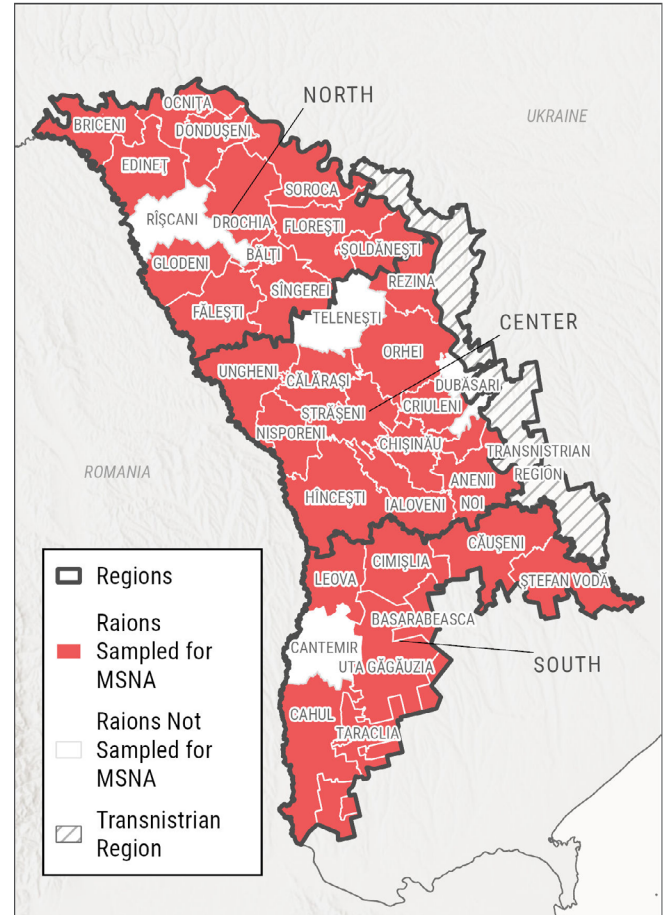 NORTH
UKRAINE
OCNIȚA
BRICENI
DONDUȘENI
EDINEȚ
SOROCA
RÎȘCANI
DROCHIA
FLOREȘTI
BĂLȚI
ȘOLDĂNEȘTI
GLODENI
SÎNGEREI
REZINA
FĂLEȘTI
TELENEȘTI
CENTER
ORHEI
UNGHENI
CĂLĂRAȘI
DUBĂSARI
CRIULENI
STRĂȘENI
NISPORENI
CHIȘINĂU
TRANSNISTRIAN
REGION
ROMANIA
ANENII
NOI
HÎNCEȘTI
IALOVENI
CĂUȘENI
CIMIȘLIA
LEOVA
ȘTEFAN VODĂ
BASARABEASCA
CANTEMIR
UTA GĂGĂUZIA
SOUTH
CAHUL
TARACLIA
Regions
Raions
Sampled for
MSNA
Raions Not
Sampled for
MSNA
Transnistrian
Region